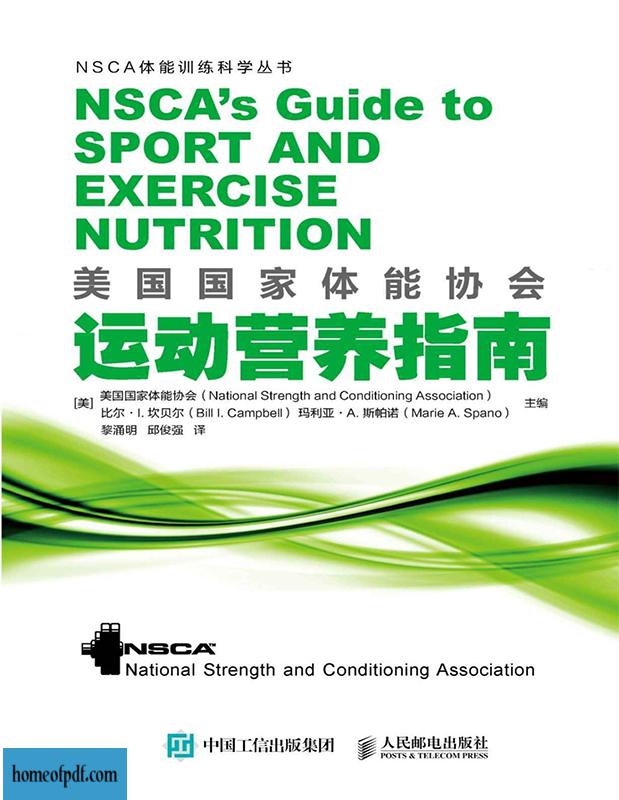 NSCA体能训练科学丛书
NSCA's Guide to
SPORT AND
EXERCISE
NUTRITION
美国国家体能协会
运动营养指南
[美] 美国国家体能协会（National Strength and Conditioning Association）
比尔·I. 坎贝尔（Bill I. Campbell）玛利亚·A. 斯帕诺（Marie A. Spano） 主编
黎涌明 邱俊强 译
NSCA™
National Strength and Conditioning Association
中国工信出版集团
人民邮电出版社
POSTS & TELECOM PRESS
homeofpdf.com